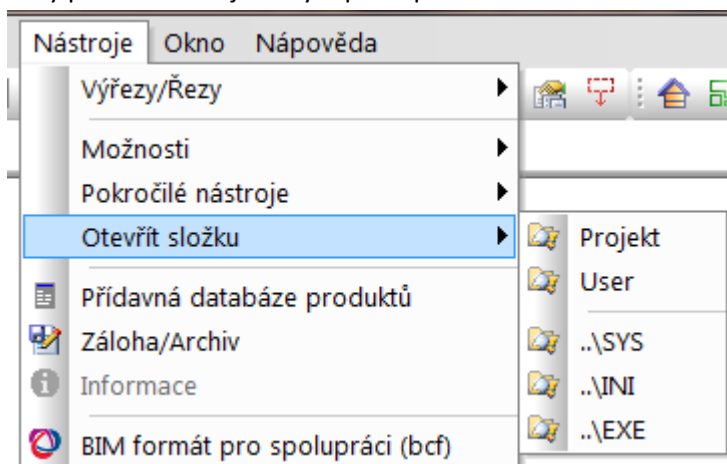 Nástroje Okno Nápověda
Výřezy/Řezy
Možnosti
Pokročilé nástroje
Otevřít složku
Přídavná databáze produktů
Záloha/Archiv
Informace
BIM formát pro spolupráci (bcf)
Projekt
User
..\SYS
..\INI
..\EXE